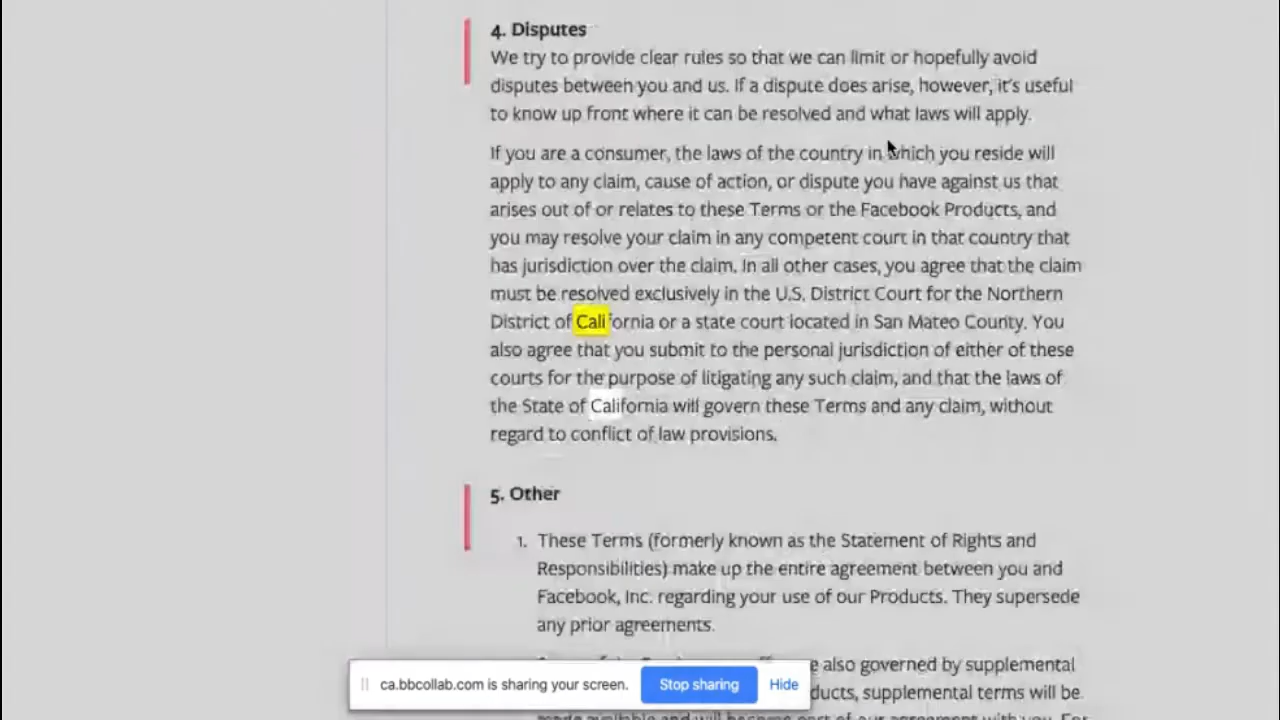 4. Disputes
We try to provide clear rules so that we can limit or hopefully avoid
disputes between you and us. If a dispute does arise, however, it's useful
to know up front where it can be resolved and what laws will apply.
If you are a consumer, the laws of the country in which you reside will
apply to any claim, cause of action, or dispute you have against us that
arises out of or relates to these Terms or the Facebook Products, and
you may resolve your claim in any competent court in that country that
has jurisdiction over the claim. In all other cases, you agree that the claim
must be resolved exclusively in the U.S. District Court for the Northern
District of California or a state court located in San Mateo County. You
also agree that you submit to the personal jurisdiction of either of these
courts for the purpose of litigating any such claim, and that the laws of
the State of California will govern these Terms and any claim, without
regard to conflict of law provisions.
5. Other
1. These Terms (formerly known as the Statement of Rights and
Responsibilities) make up the entire agreement between you and
Facebook, Inc. regarding your use of our Products. They supersede
any prior agreements.
also governed by supplemental
supplemental terms will be
ca.bbcollab.com is sharing your screen. Stop sharing Hide